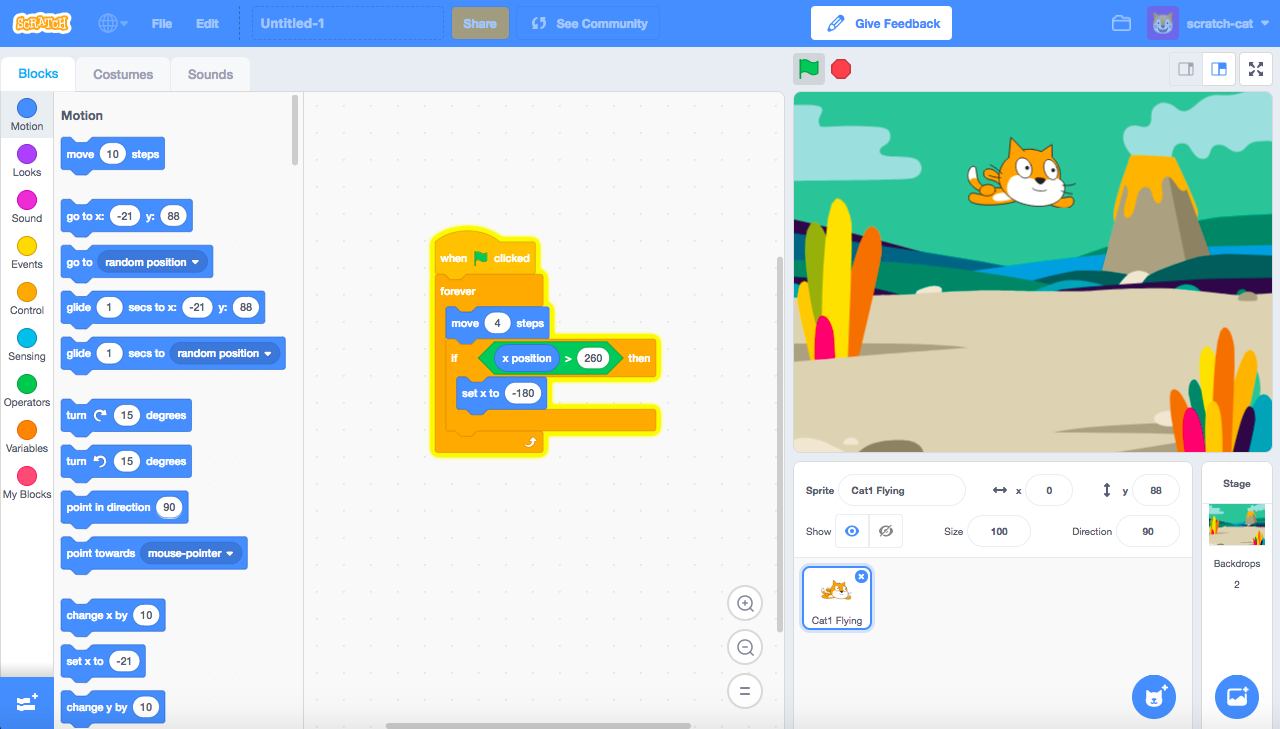 SCRATCH File Edit Untitled-1 Share See Community Give Feedback scratch-cat
Blocks Costumes Sounds
Motion
Looks
Sound
Events
Control
Sensing
Operators
Variables
My Blocks
Motion
move 10 steps
go to x: -21 y: 88
go to random position
glide 1 secs to x: -21 y: 88
glide 1 secs to random position
turn 15 degrees
turn 15 degrees
point in direction 90
point towards mouse-pointer
change x by 10
set x to -21
change y by 10
when clicked
forever
move 4 steps
if x position > 260 then
set x to -180
Sprite Cat1 Flying x 0 y 88
Show Size 100 Direction 90
Cat1 Flying
Stage
Backdrops
2